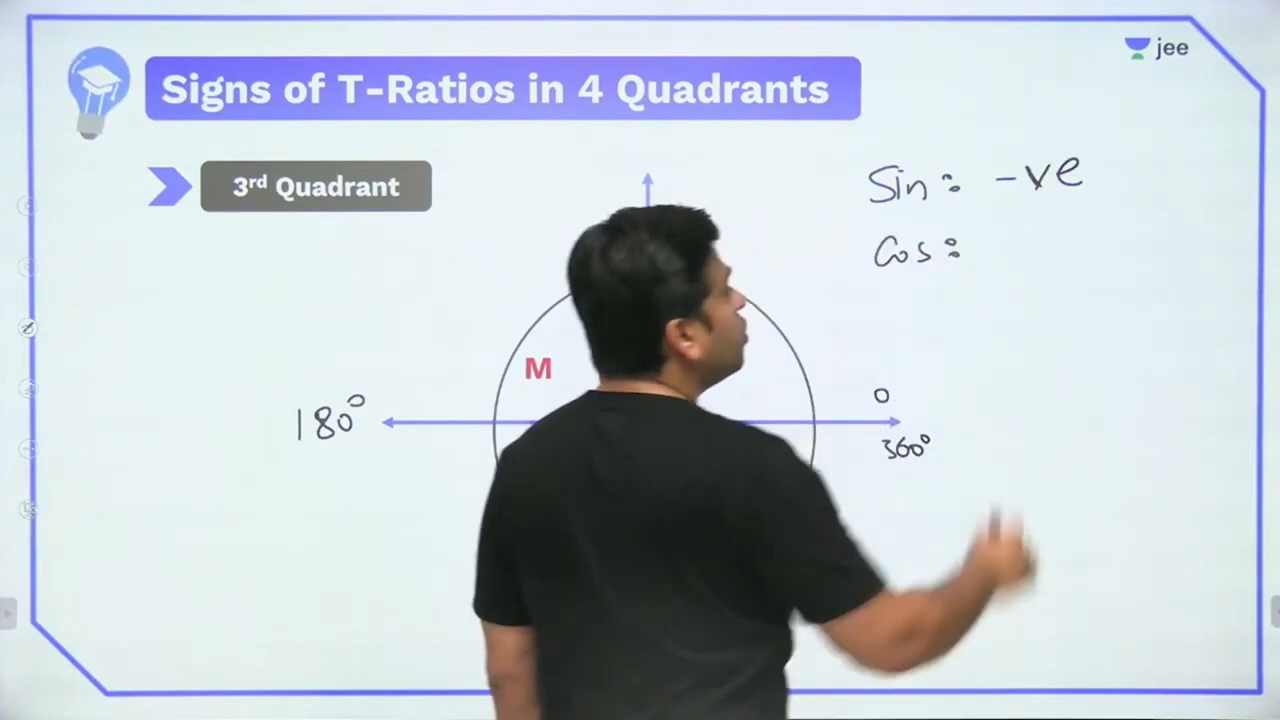 Signs of T-Ratios in 4 Quadrants
jee
3rd Quadrant
Sin: -ve
Cos:
M
180°
0
360°